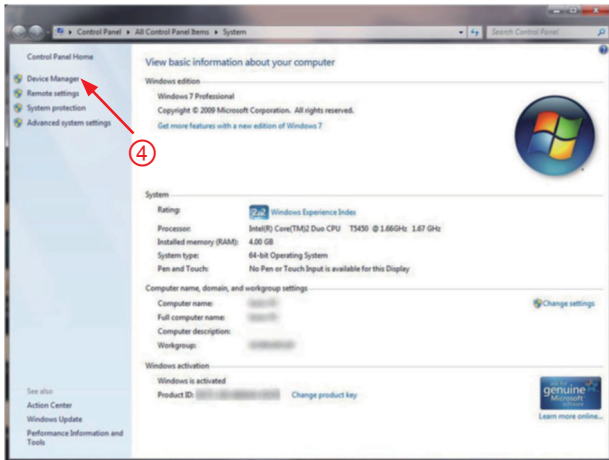 Control Panel ▸ All Control Panel Items ▸ System
Search Control Panel
Control Panel Home
Device Manager
Remote settings
System protection
Advanced system settings
④
View basic information about your computer
Windows edition
Windows 7 Professional
Copyright © 2009 Microsoft Corporation. All rights reserved.
Get more features with a new edition of Windows 7
System
Rating: 2.2 Windows Experience Index
Processor: Intel(R) Core(TM)2 Duo CPU T5450 @ 1.66GHz 1.67 GHz
Installed memory (RAM): 4.00 GB
System type: 64-bit Operating System
Pen and Touch: No Pen or Touch Input is available for this Display
Computer name, domain, and workgroup settings
Computer name:
Change settings
Full computer name:
Computer description:
Workgroup:
Windows activation
Windows is activated
Product ID: Change product key
See also
Action Center
Windows Update
Performance Information and
Tools
ask for
genuine
Microsoft
software
Learn more online...